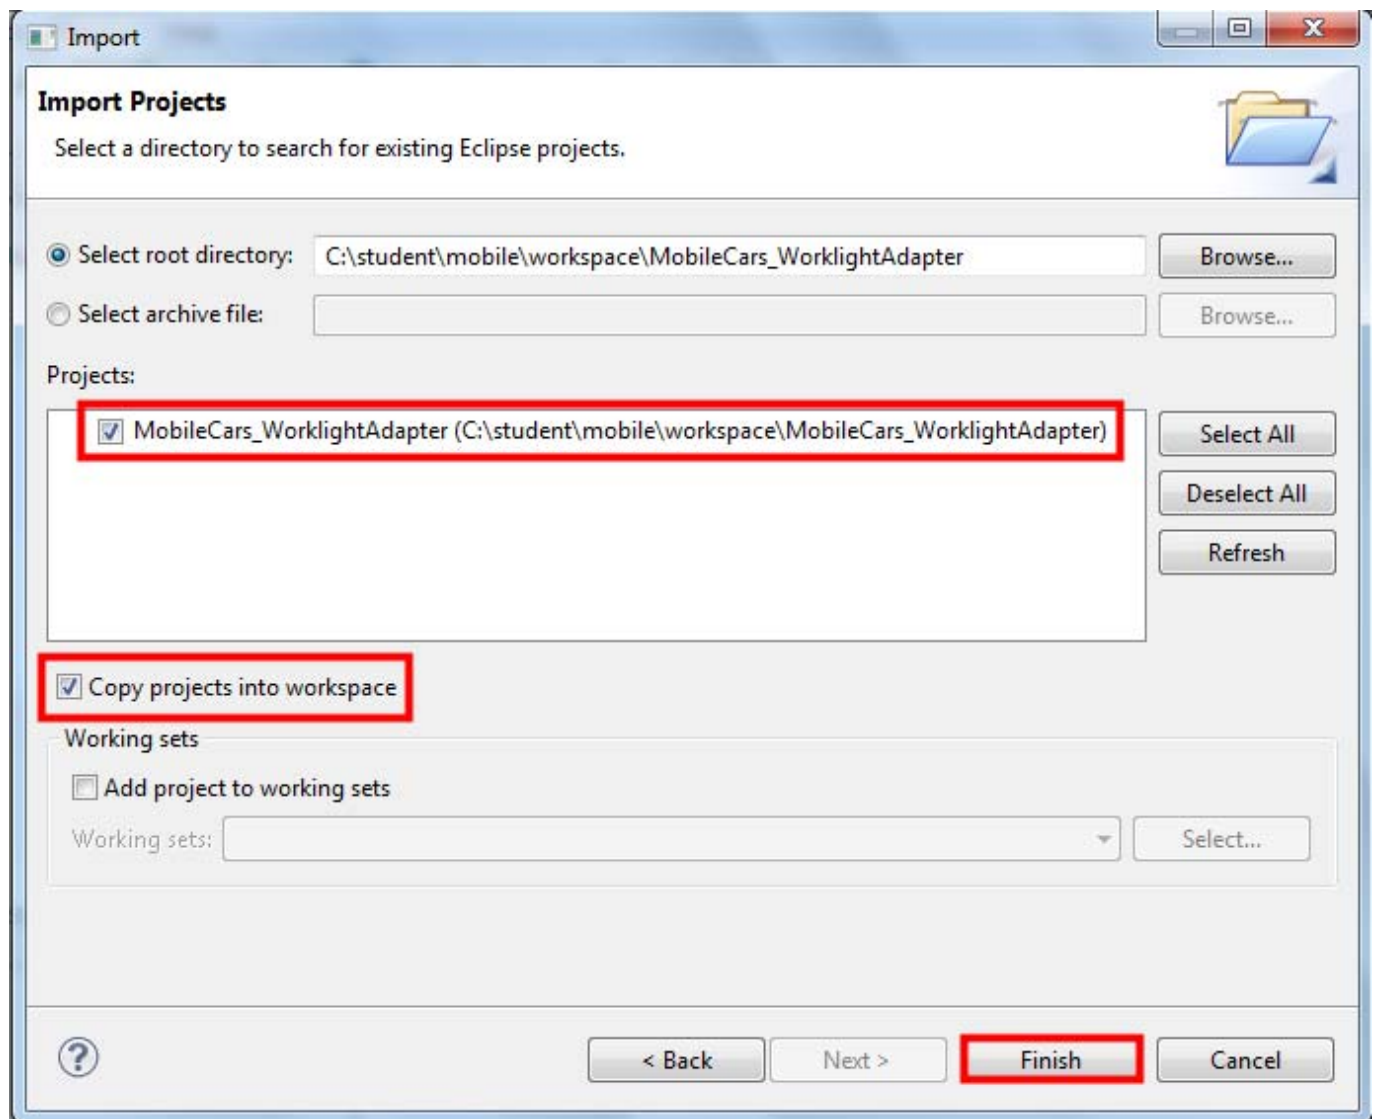 Import
Import Projects
Select a directory to search for existing Eclipse projects.
Select root directory: C:\student\mobile\workspace\MobileCars_WorklightAdapter Browse...
Select archive file: Browse...
Projects:
MobileCars_WorklightAdapter (C:\student\mobile\workspace\MobileCars_WorklightAdapter) Select All
Deselect All
Refresh
Copy projects into workspace
Working sets
Add project to working sets
Working sets: Select...
? < Back Next > Finish Cancel